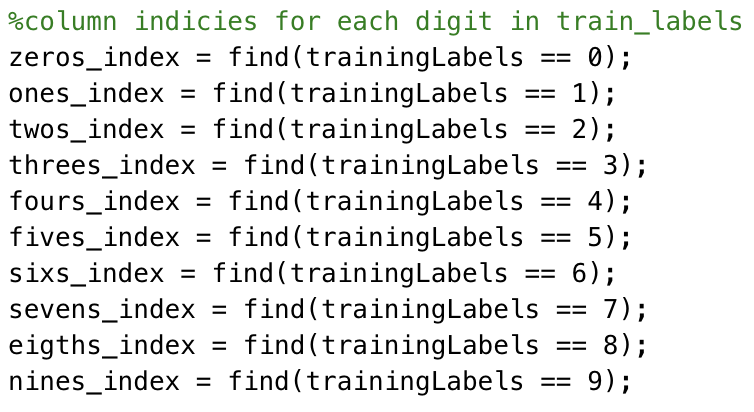 %column indicies for each digit in train_labels
zeros_index = find(trainingLabels == 0);
ones_index = find(trainingLabels == 1);
twos_index = find(trainingLabels == 2);
threes_index = find(trainingLabels == 3);
fours_index = find(trainingLabels == 4);
fives_index = find(trainingLabels == 5);
sixs_index = find(trainingLabels == 6);
sevens_index = find(trainingLabels == 7);
eigths_index = find(trainingLabels == 8);
nines_index = find(trainingLabels == 9);